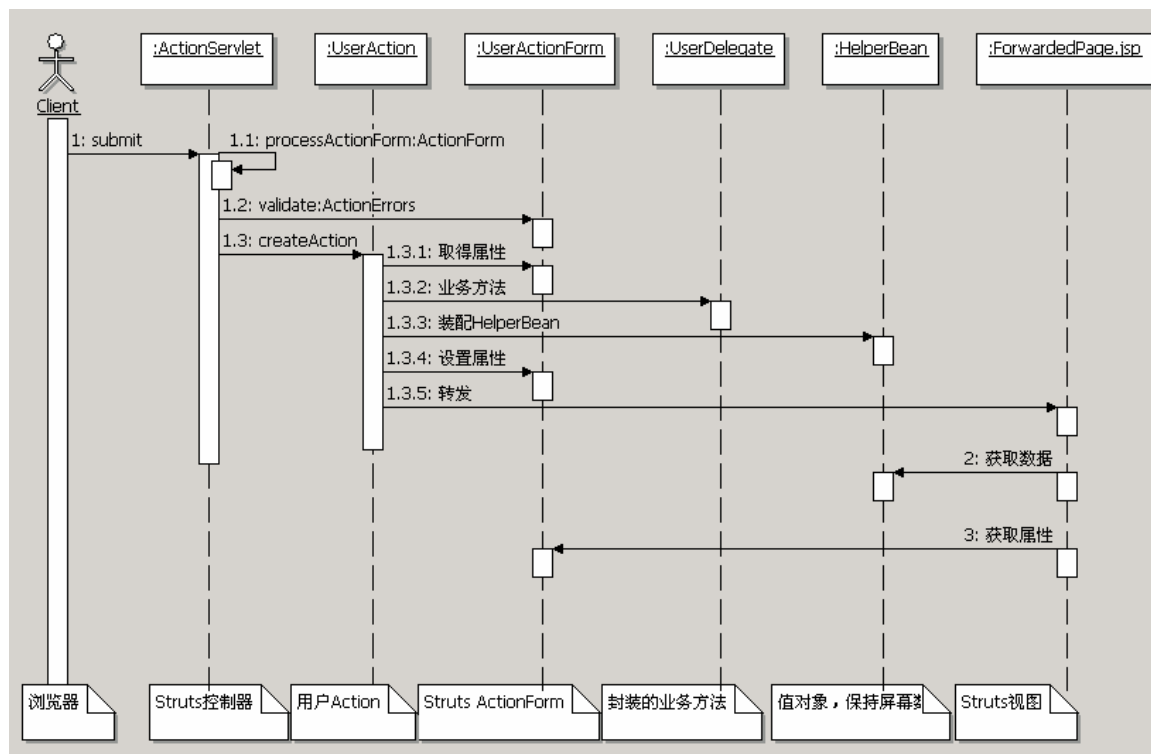 :ActionServlet
:UserAction
:UserActionForm
:UserDelegate
:HelperBean
:ForwardedPage.jsp
Client
1: submit
1.1: processActionForm:ActionForm
1.2: validate:ActionErrors
1.3: createAction
1.3.1: 取得属性
1.3.2: 业务方法
1.3.3: 装配HelperBean
1.3.4: 设置属性
1.3.5: 转发
2: 获取数据
3: 获取属性
浏览器
Struts控制器
用户Action
Struts ActionForm
封装的业务方法
值对象，保持屏幕
Struts视图